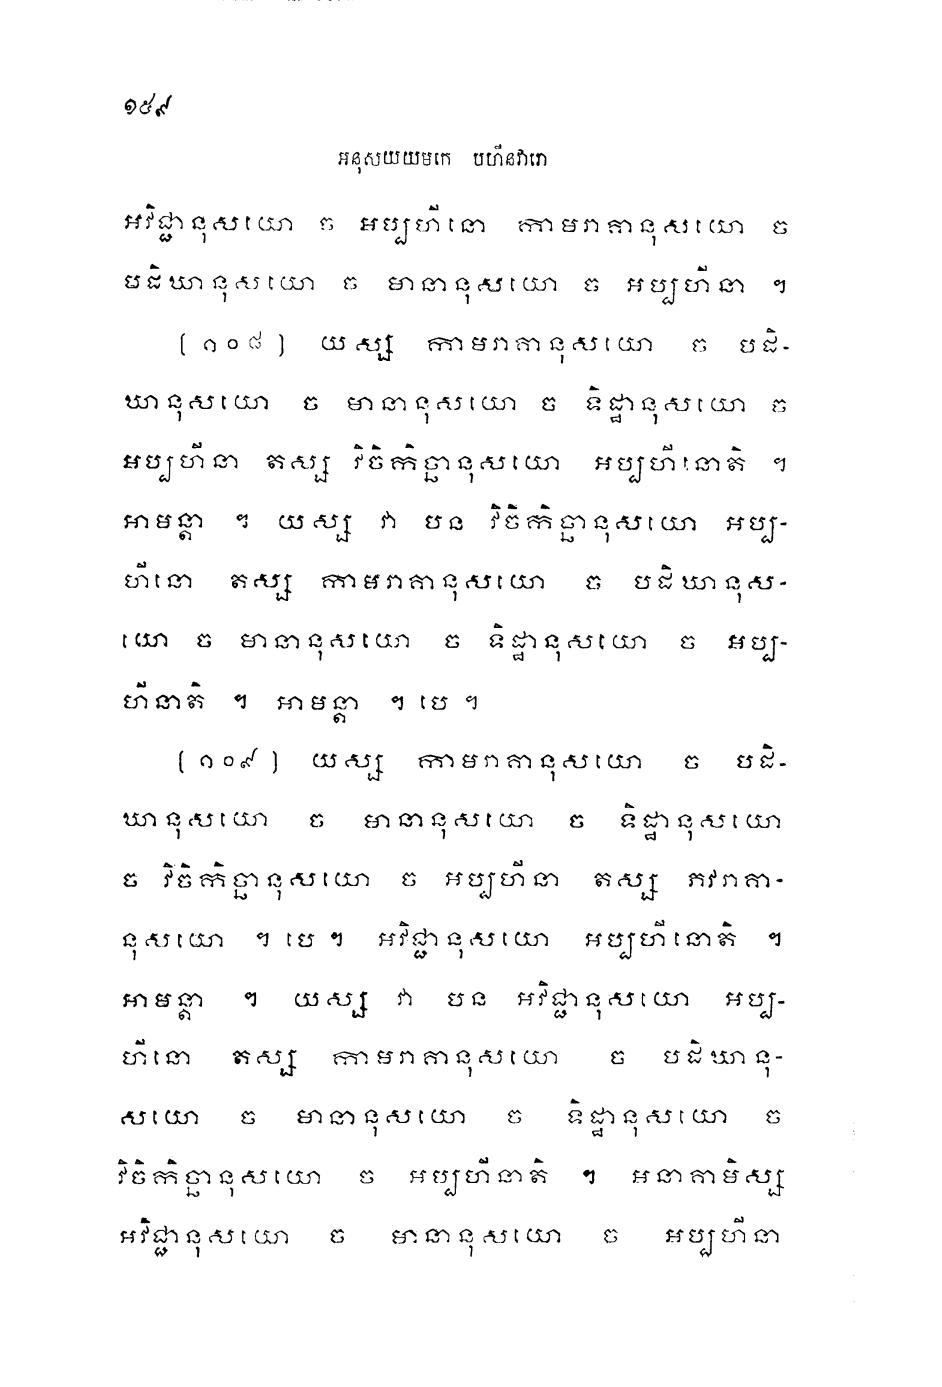 ១៥៩
អនុសយយមកេ បហីនវារោ
អវិជ្ជានុសយោ ច អប្បហីនោ កាមរាគានុសយោ ច
បដិឃានុសយោ ច មានានុសយោ ច អប្បហីនា ។
(១០៨) យស្ស កាមរាគានុសយោ ច បដិ-
ឃានុសយោ ច មានានុសយោ ច ទិដ្ឋានុសយោ ច
អប្បហីនា តស្ស វិចិកិច្ឆានុសយោ អប្បហីនោតិ ។
អាមន្តា ។ យស្ស វា បន វិចិកិច្ឆានុសយោ អប្ប-
ហីនោ តស្ស កាមរាគានុសយោ ច បដិឃានុស-
យោ ច មានានុសយោ ច ទិដ្ឋានុសយោ ច អប្ប-
ហីនាតិ ។ អាមន្តា ។ បេ ។
(១០៩) យស្ស កាមរាគានុសយោ ច បដិ-
ឃានុសយោ ច មានានុសយោ ច ទិដ្ឋានុសយោ
ច វិចិកិច្ឆានុសយោ ច អប្បហីនា តស្ស ភវរាគា-
នុសយោ ។ បេ ។ អវិជ្ជានុសយោ អប្បហីនោតិ ។
អាមន្តា ។ យស្ស វា បន អវិជ្ជានុសយោ អប្ប-
ហីនោ តស្ស កាមរាគានុសយោ ច បដិឃានុ-
សយោ ច មានានុសយោ ច ទិដ្ឋានុសយោ ច
វិចិកិច្ឆានុសយោ ច អប្បហីនាតិ ។ អនាគាមិស្ស
អវិជ្ជានុសយោ ច មានានុសយោ ច អប្បហីនា